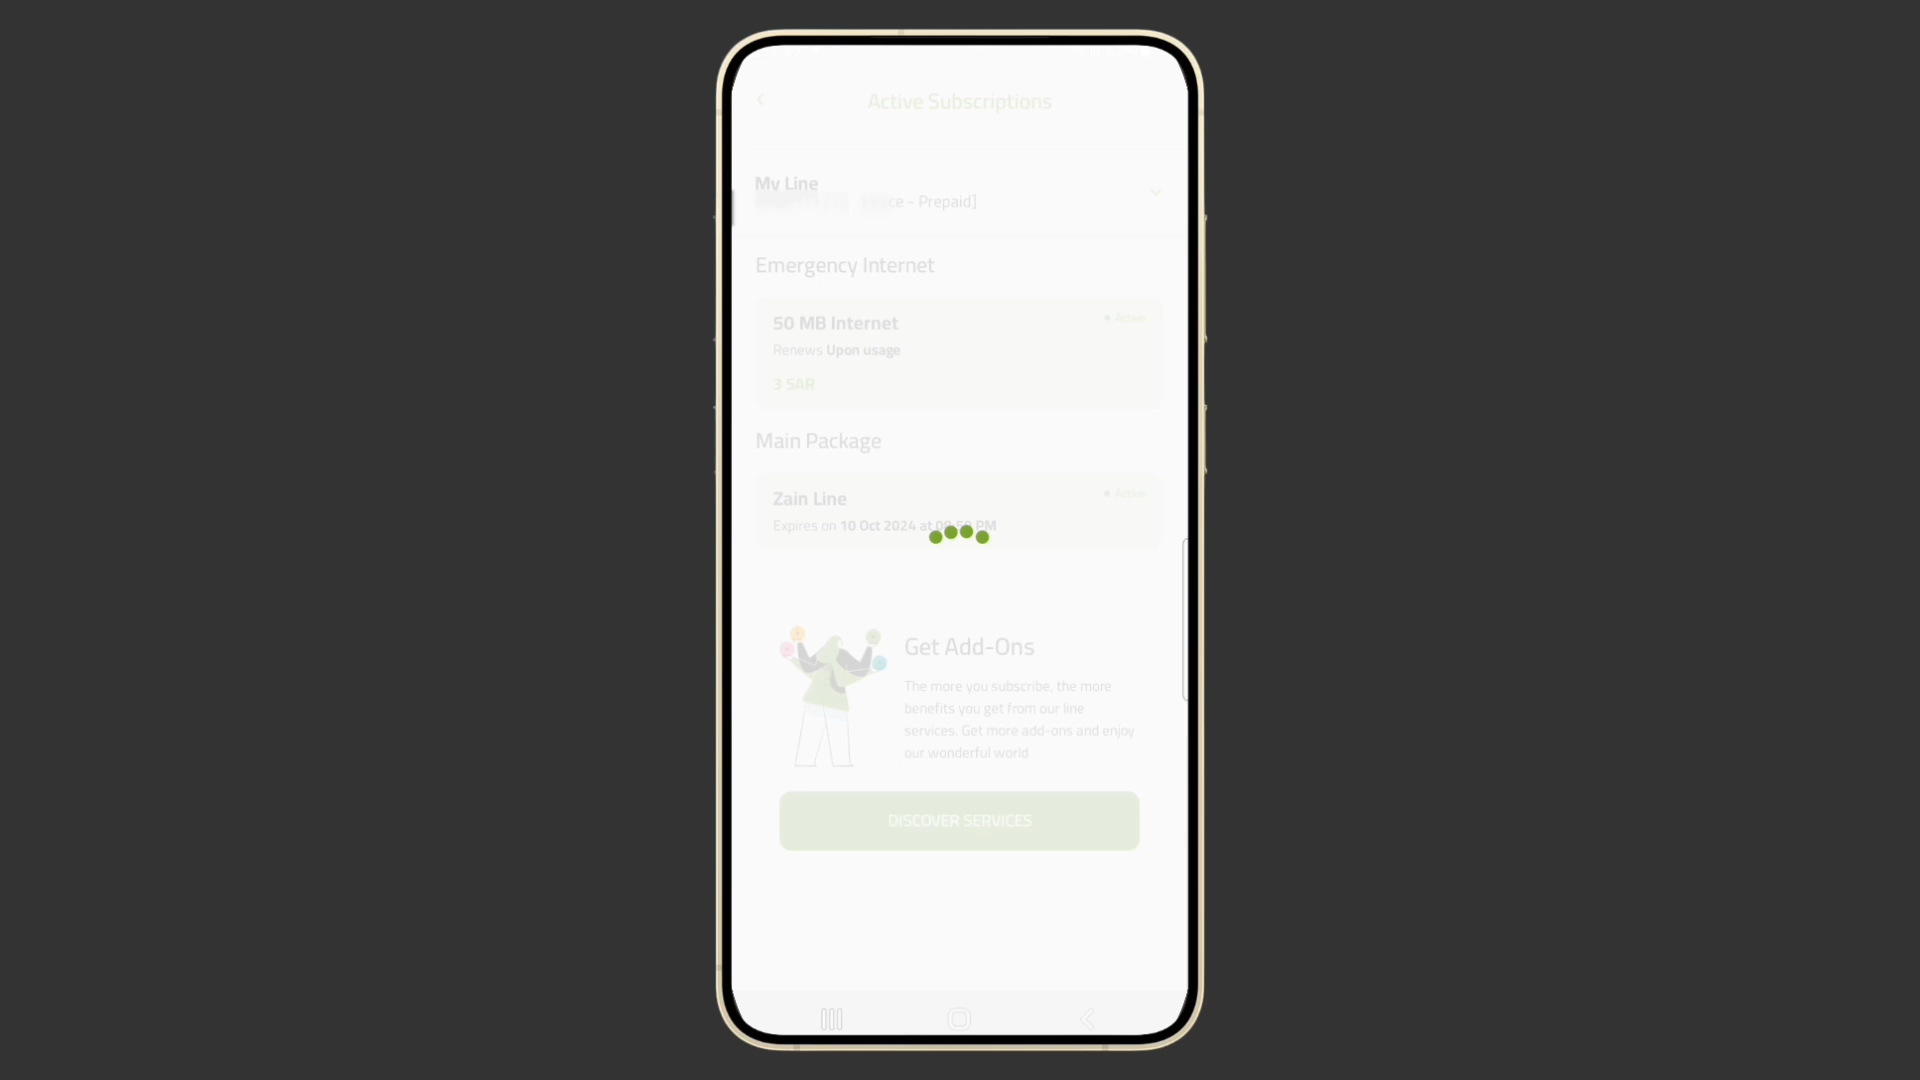 Active Subscriptions
My Line
ce - Prepaid]
Emergency Internet
50 MB Internet
Active
Renews Upon usage
3 SAR
Main Package
Zain Line
Active
Expires on 10 Oct 2024 at PM
Get Add-Ons
The more you subscribe, the more
benefits you get from our line
services. Get more add-ons and enjoy
our wonderful world
DISCOVER SERVICES